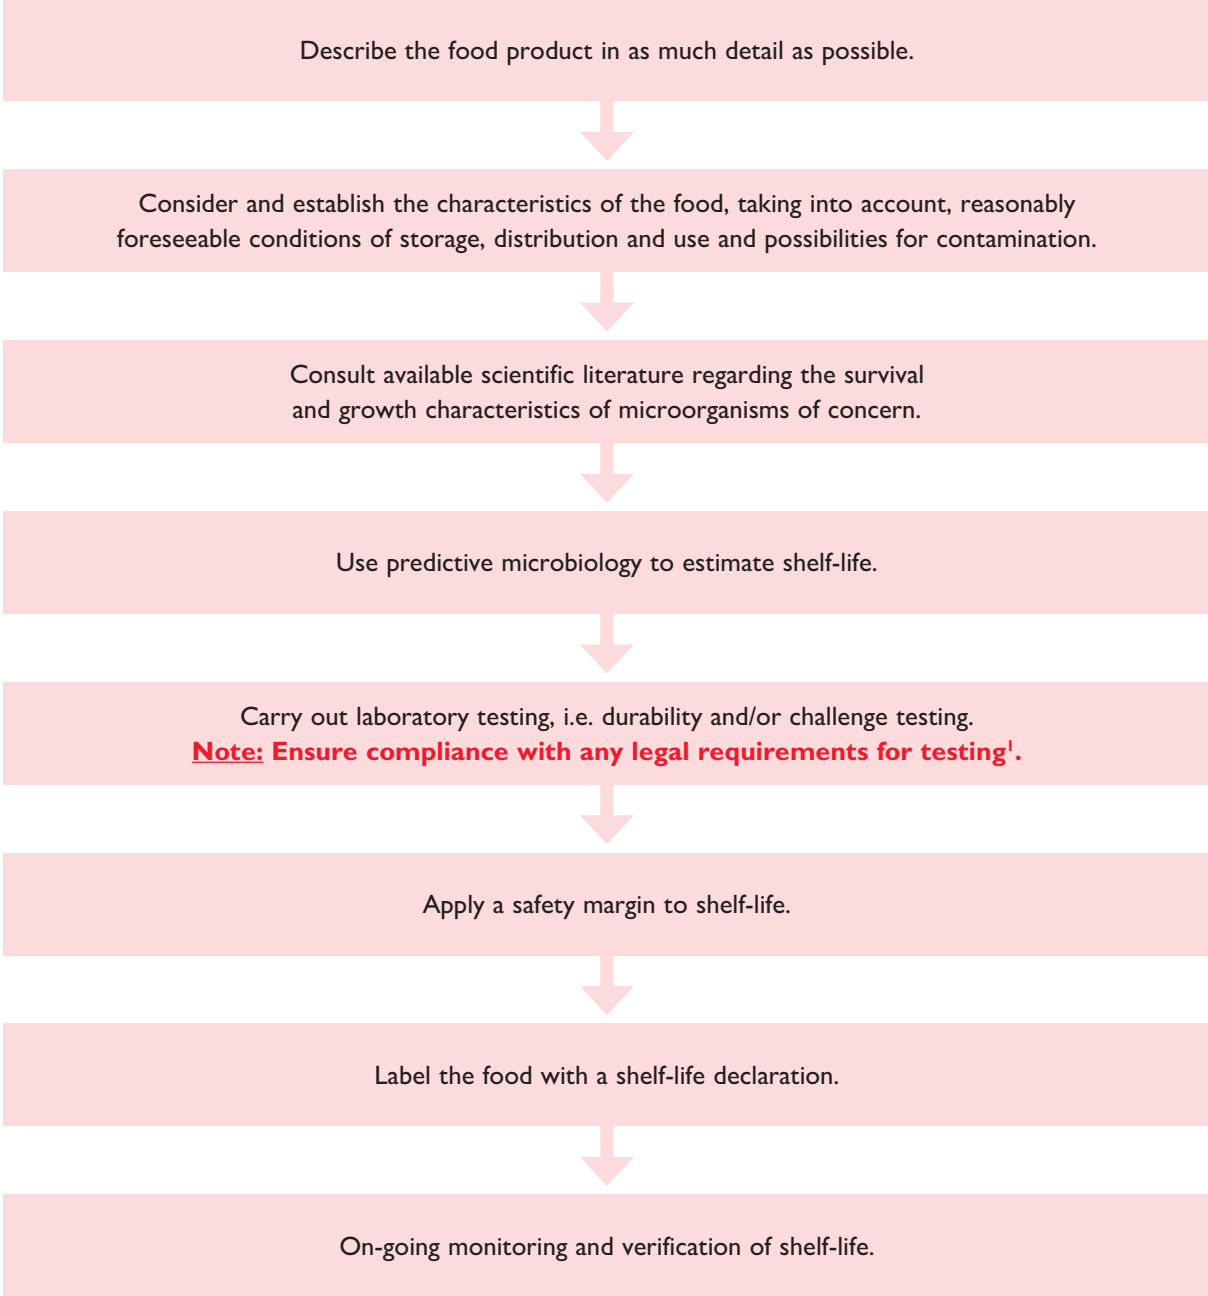 Describe the food product in as much detail as possible.
Consider and establish the characteristics of the food, taking into account, reasonably
foreseeable conditions of storage, distribution and use and possibilities for contamination.
Consult available scientific literature regarding the survival
and growth characteristics of microorganisms of concern.
Use predictive microbiology to estimate shelf-life.
Carry out laboratory testing, i.e. durability and/or challenge testing.
Note: Ensure compliance with any legal requirements for testing¹.
Apply a safety margin to shelf-life.
Label the food with a shelf-life declaration.
On-going monitoring and verification of shelf-life.